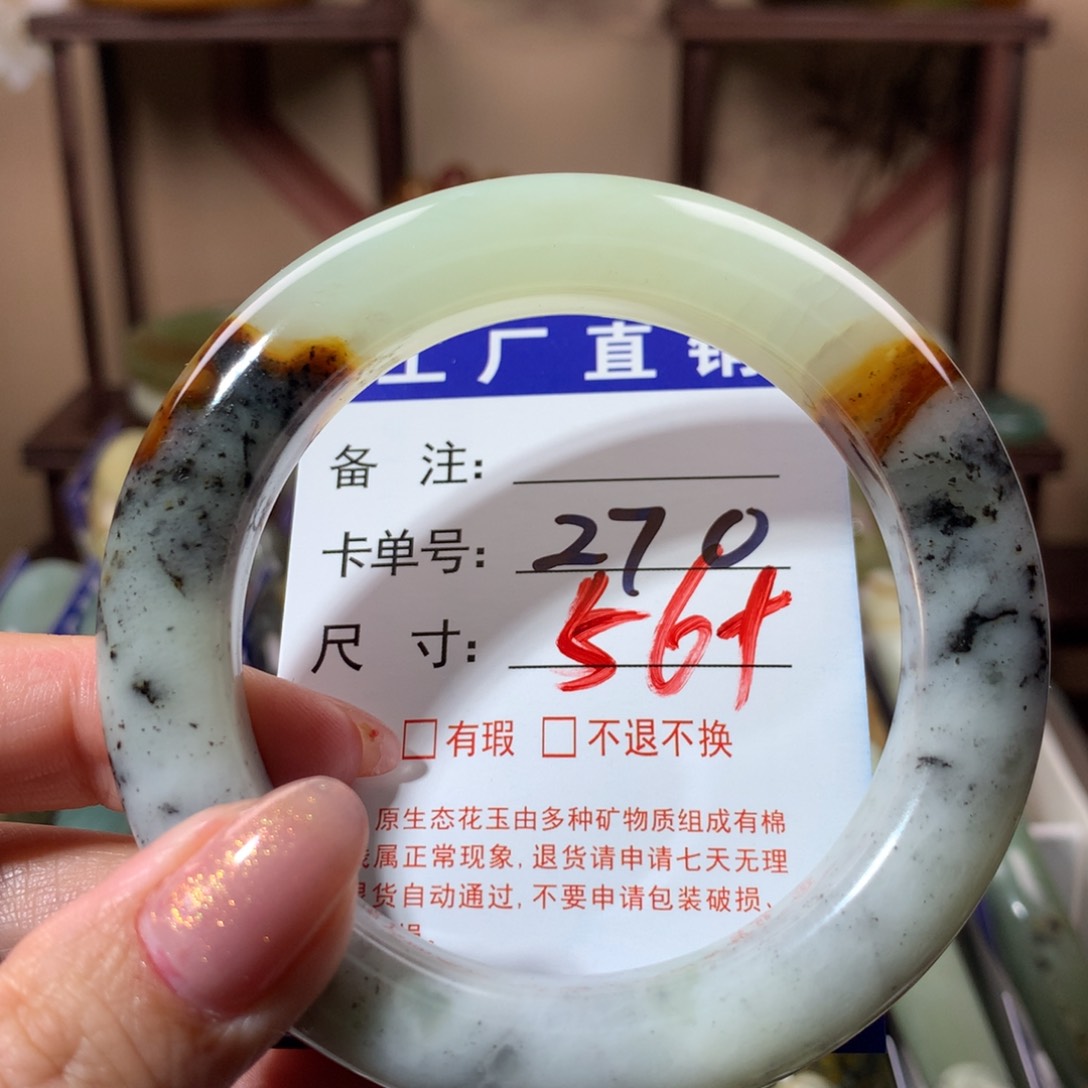 工厂直销
备 注:
卡单号: 270
尺 寸: 56+
□有瑕 □不退不换
原生态花玉由多种矿物质组成有棉
属正常现象,退货请申请七天无理
货自动通过,不要申请包装破损、